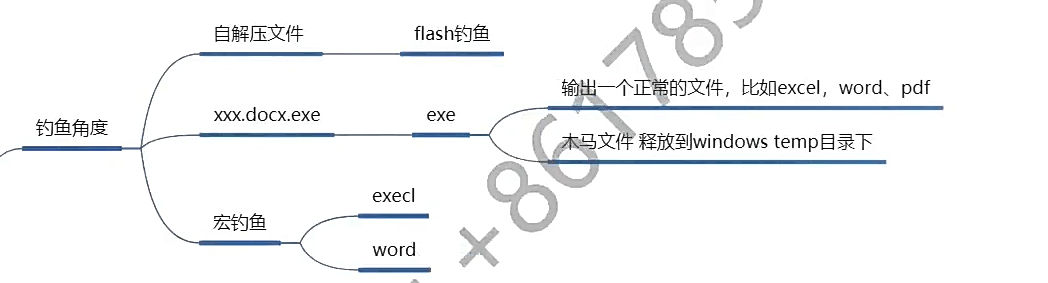 自解压文件
flash钓鱼
输出一个正常的文件，比如excel，word、pdf
钓鱼角度
xxx.docx.exe
exe
木马文件 释放到windows temp目录下
execl
宏钓鱼
word
+861785